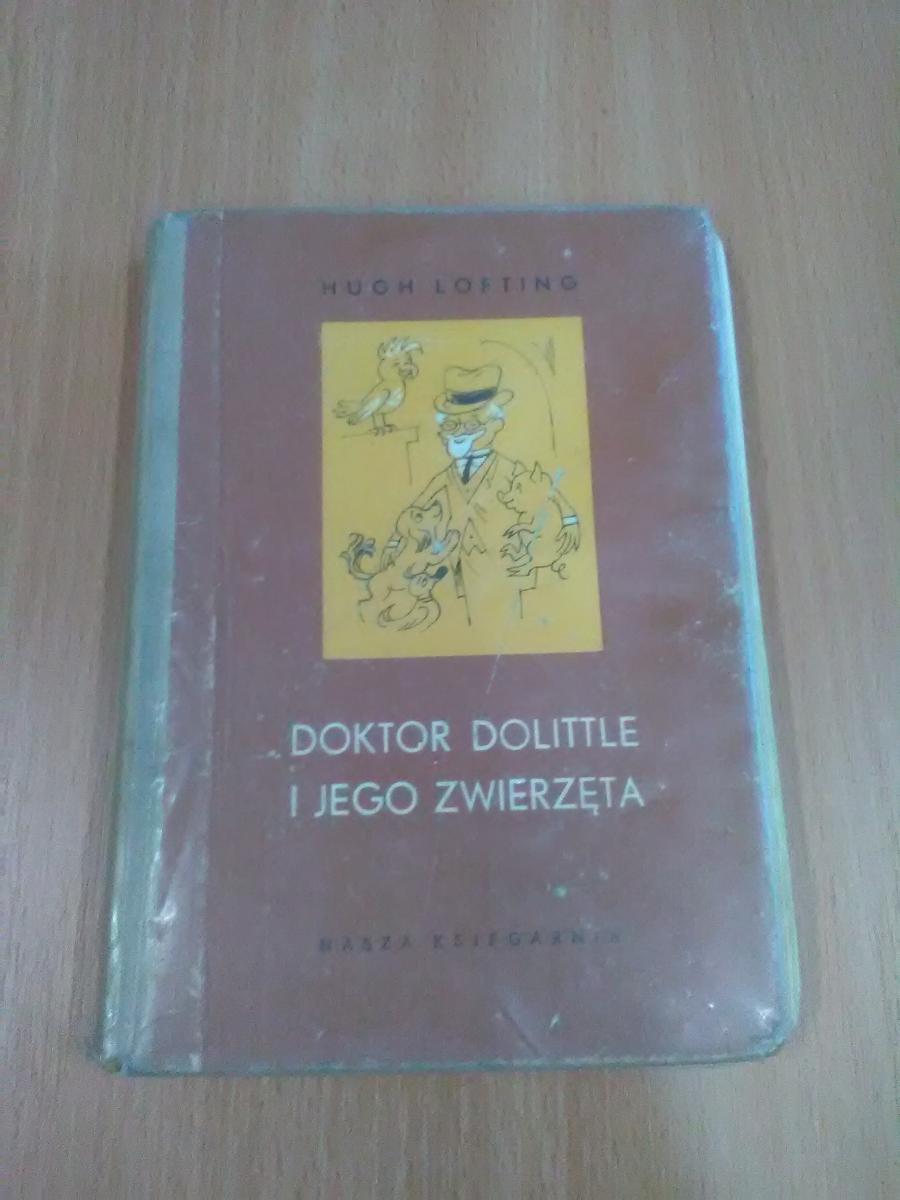 HUGH LOFTING
DOKTOR DOLITTLE
I JEGO ZWIERZĘTA
NASZA KSIĘGARNIA